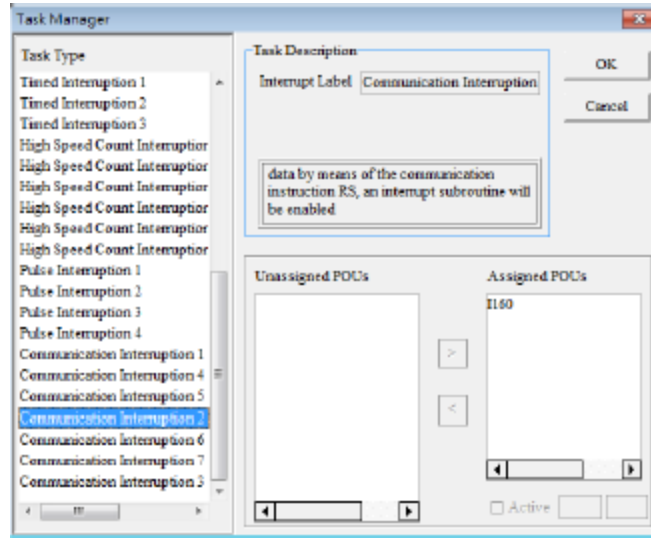 Task Manager
Task Type
Timed Interruption 1
Timed Interruption 2
Timed Interruption 3
High Speed Count Interruption
High Speed Count Interruption
High Speed Count Interruption
High Speed Count Interruption
High Speed Count Interruption
High Speed Count Interruption
Pulse Interruption 1
Pulse Interruption 2
Pulse Interruption 3
Pulse Interruption 4
Communication Interruption 1
Communication Interruption 4
Communication Interruption 5
Communication Interruption 2
Communication Interruption 6
Communication Interruption 7
Communication Interruption 3
Task Description
Interrupt Label Communication Interruption
data by means of the communication
instruction RS, an interrupt subroutine will
be enabled
OK
Cancel
Unassigned POUs
Assigned POUs
I160
>
<
Active